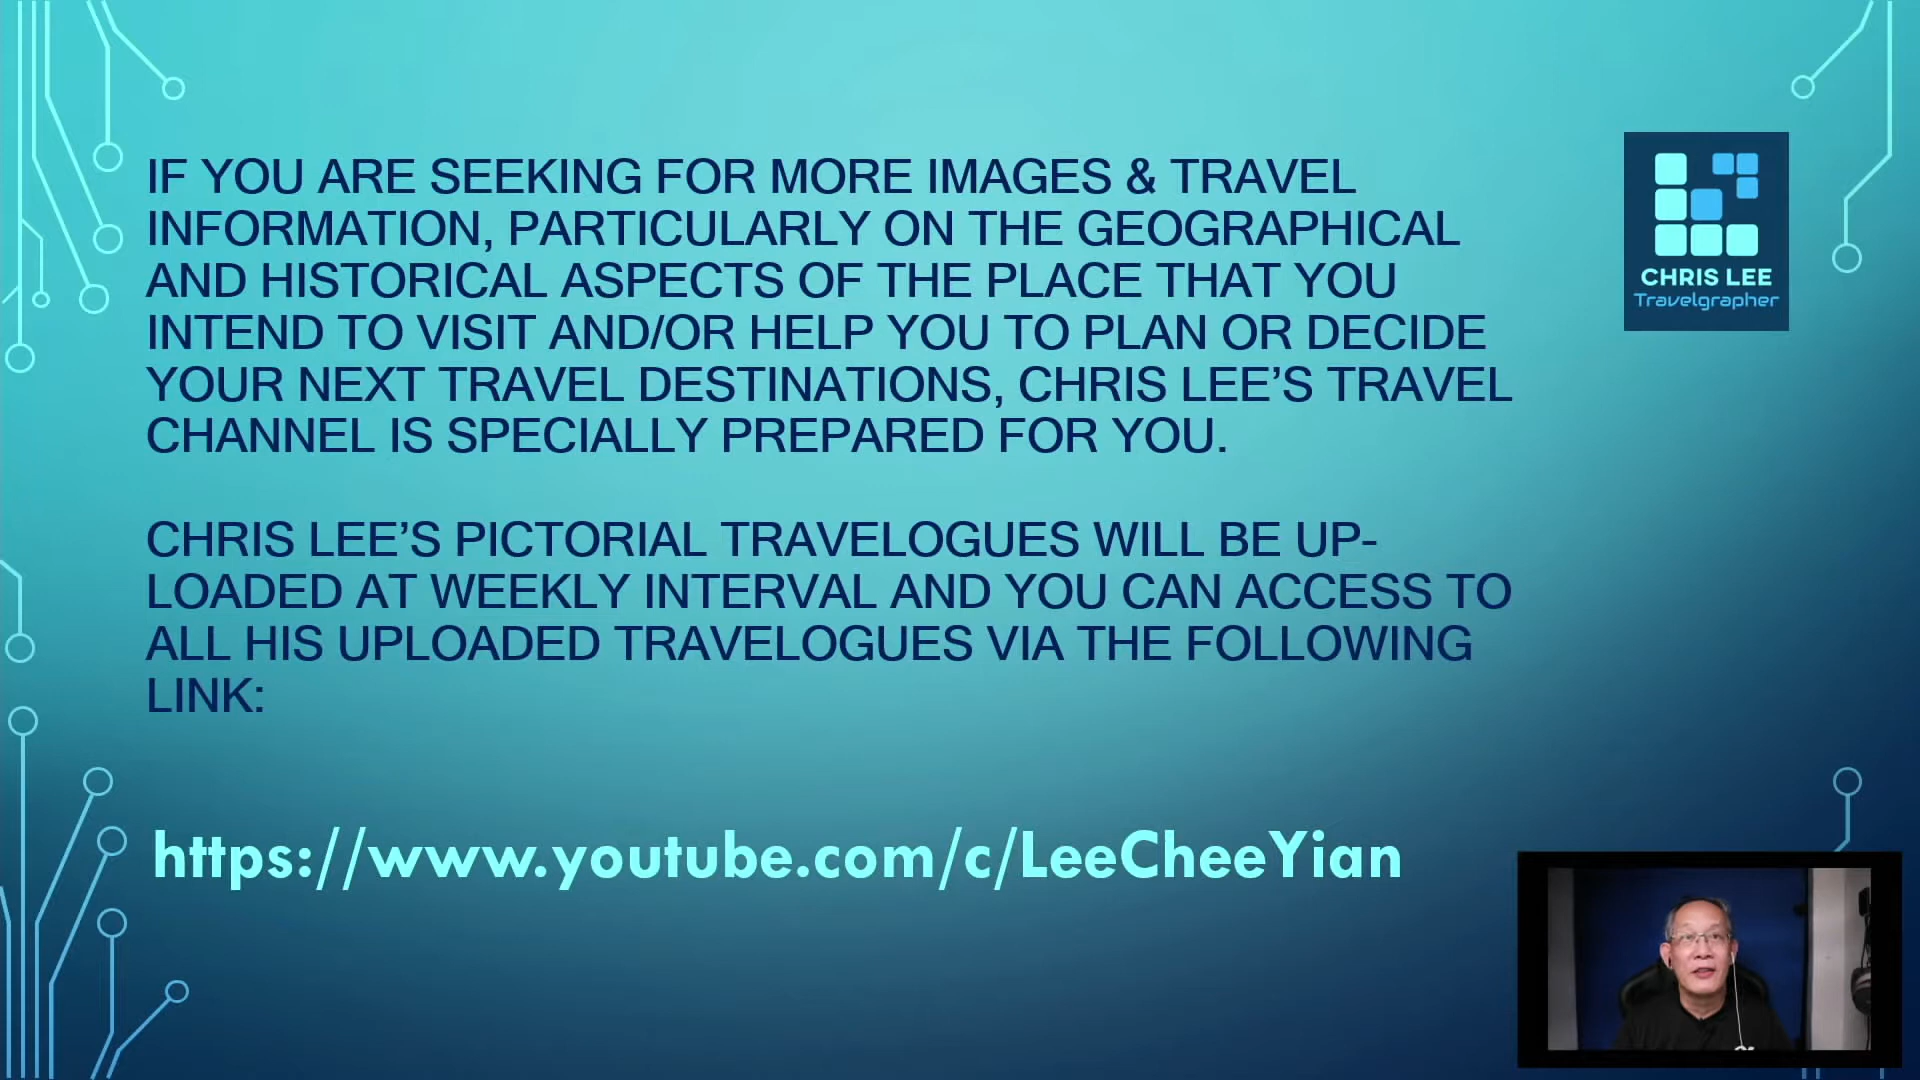 IF YOU ARE SEEKING FOR MORE IMAGES & TRAVEL
INFORMATION, PARTICULARLY ON THE GEOGRAPHICAL
AND HISTORICAL ASPECTS OF THE PLACE THAT YOU
INTEND TO VISIT AND/OR HELP YOU TO PLAN OR DECIDE
YOUR NEXT TRAVEL DESTINATIONS, CHRIS LEE’S TRAVEL
CHANNEL IS SPECIALLY PREPARED FOR YOU.
CHRIS LEE’S PICTORIAL TRAVELOGUES WILL BE UP-
LOADED AT WEEKLY INTERVAL AND YOU CAN ACCESS TO
ALL HIS UPLOADED TRAVELOGUES VIA THE FOLLOWING
LINK:
https://www.youtube.com/c/LeeCheeYian
CHRIS LEE
Travelgrapher